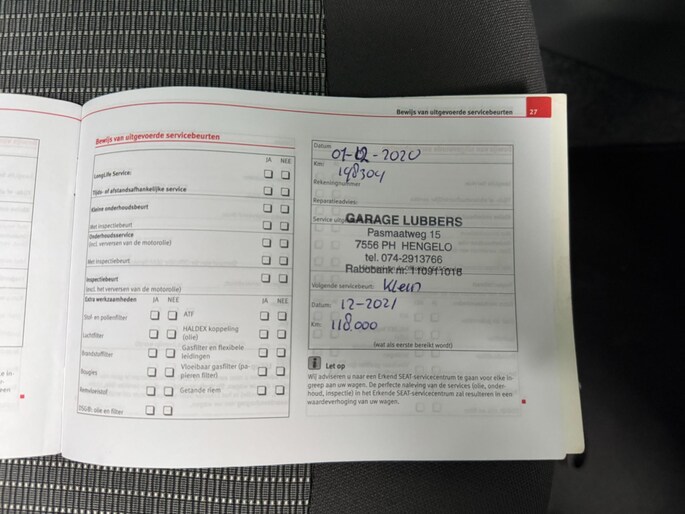 Bewijs van uitgevoerde servicebeurten 27
Bewijs van uitgevoerde servicebeurten
JA NEE
LongLife Service:
Tijds- of afstandsafhankelijke service
Kleine onderhoudsbeurt
Met inspectiebeurt
Onderhoudsservice
(incl. verversen van de motorolie)
Met inspectiebeurt
Inspectiebeurt
(excl. het verversen van de motorolie)
Extra werkzaamheden JA NEE JA NEE
Stof- en pollenfilter
ATF
Luchtfilter
HALDEX koppeling
(olie)
Brandstoffilter
Gasfilter en flexibele
leidingen
Bougies
Vloeibaar gasfilter (pa-
pieren filter)
Remvloeistof
Getande riem
DSG®: olie en filter
Datum
01-12-2020
Km:
198304
Rekeningnummer
Reparatieadvies:
Service uitge
GARAGE LUBBERS
Pasmaatweg 15
7556 PH HENGELO
tel. 074-2913766
Rabobank nr. 110911016
Volgende servicebeurt: Klein
Datum: 12-2021
Km: 118.000
(wat als eerste bereikt wordt)
i Let op
Wij adviseren u naar een Erkend SEAT-servicecentrum te gaan voor elke in-
greep aan uw wagen. De perfecte naleving van de services (olie, onder-
houd, inspectie) in het Erkende SEAT-servicecentrum zal resulteren in een
waardeverhoging van uw wagen.